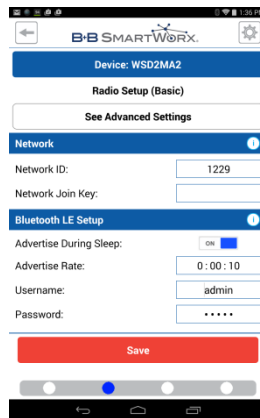 1:36 PM
B+B SMARTWORX.
Device: WSD2MA2
Radio Setup (Basic)
See Advanced Settings
Network
Network ID: 1229
Network Join Key:
Bluetooth LE Setup
Advertise During Sleep: ON
Advertise Rate: 0:00:10
Username: admin
Password: •••••
Save